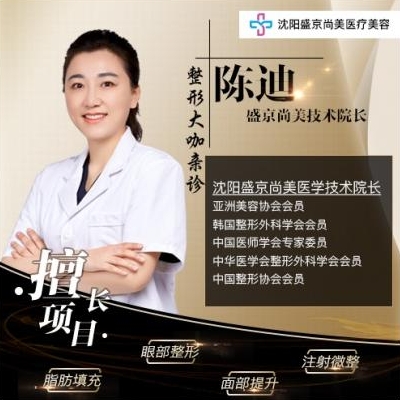 沈阳盛京尚美医疗美容
整形大咖亲诊
陈迪
盛京尚美技术院长
沈阳盛京尚美医学技术院长
亚洲美容协会会员
韩国整形外科学会会员
中国医师学会专家委员
中华医学会整形外科学会会员
中国整形协会会员
擅长项目
眼部整形
注射微整
脂肪填充
面部提升